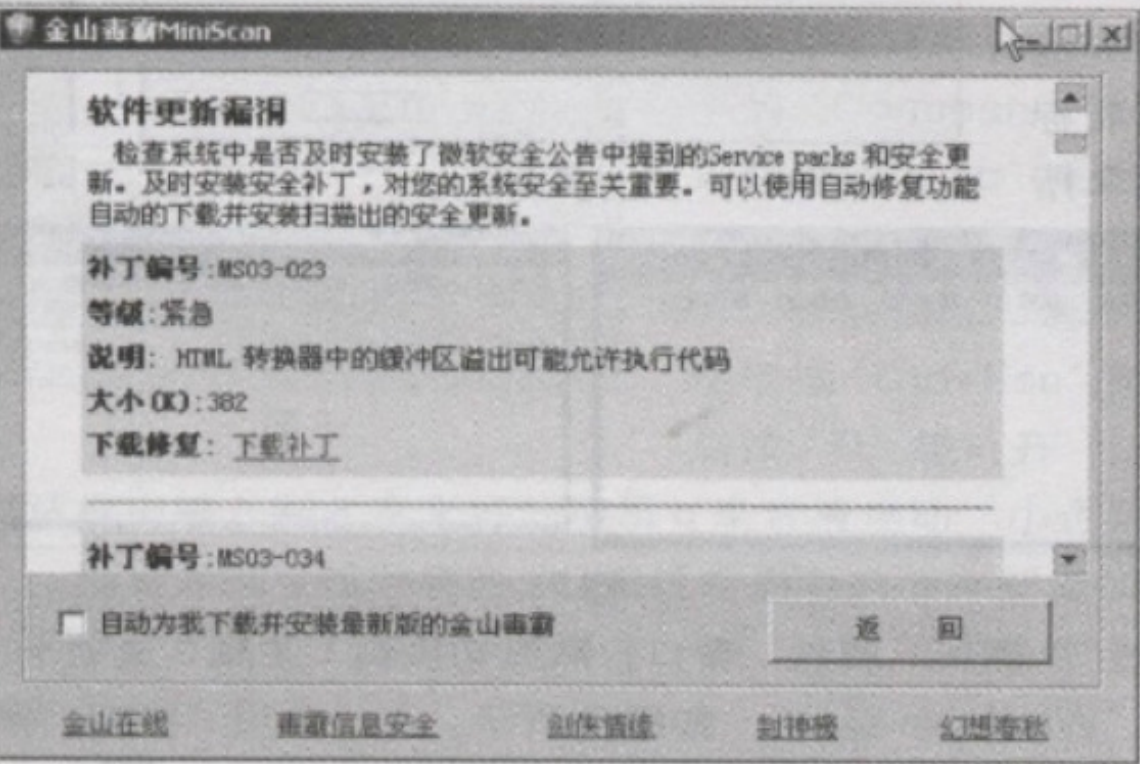 金山毒霸MiniScan
软件更新漏洞
检查系统中是否及时安装了微软安全公告中提到的Service packs 和安全更
新。及时安装安全补丁，对您的系统安全至关重要。可以使用自动修复功能
自动的下载并安装扫描出的安全更新。
补丁编号:MS03-023
等级:紧急
说明: HTML 转换器中的缓冲区溢出可能允许执行代码
大小(K):382
下载修复: 下载补丁
补丁编号:MS03-034
自动为我下载并安装最新版的金山毒霸
返 回
金山在线 毒霸信息安全 剑侠情缘 封神榜 幻想春秋